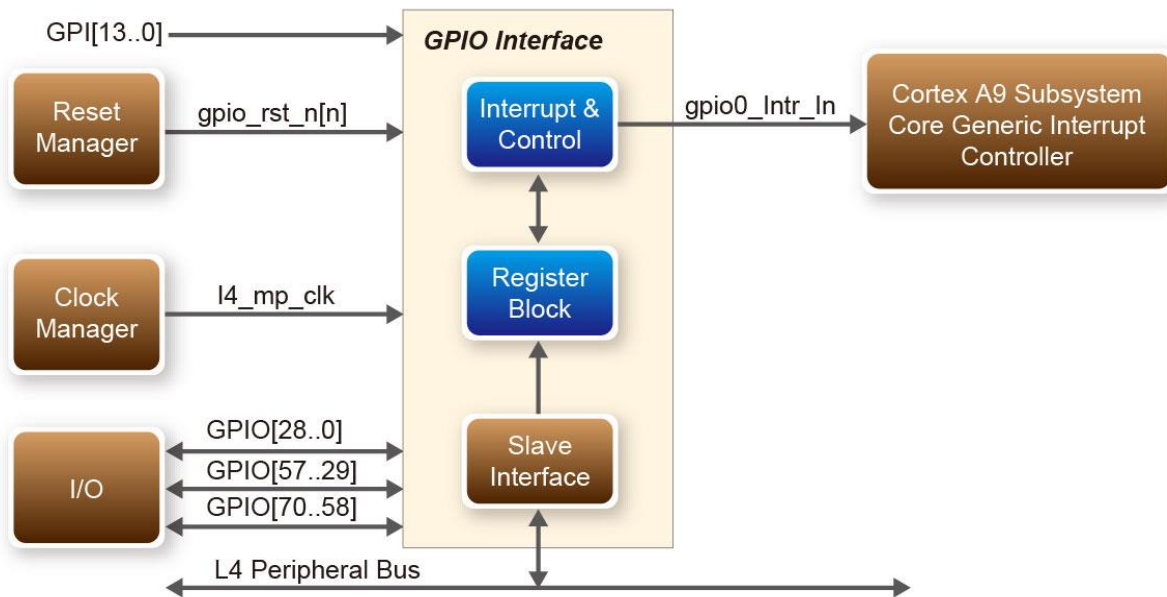 GPI[13..0]
GPIO Interface
Reset
Manager
gpio_rst_n[n]
Interrupt &
Control
gpio0_Intr_In
Cortex A9 Subsystem
Core Generic Interrupt
Controller
Clock
Manager
l4_mp_clk
Register
Block
I/O
GPIO[28..0]
GPIO[57..29]
GPIO[70..58]
Slave
Interface
L4 Peripheral Bus